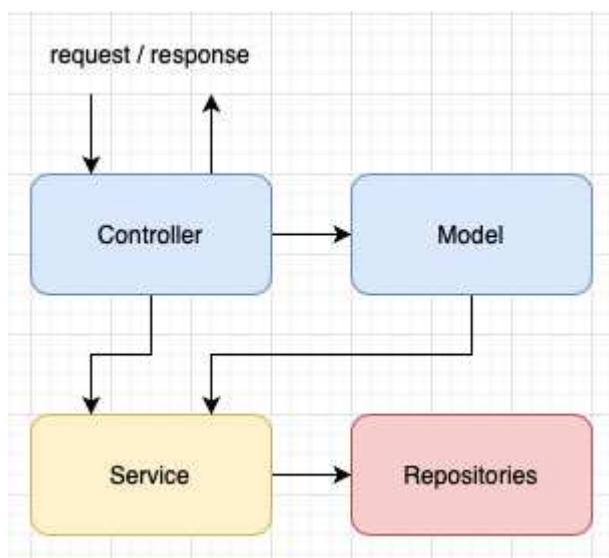 request / response
Controller
Model
Service
Repositories